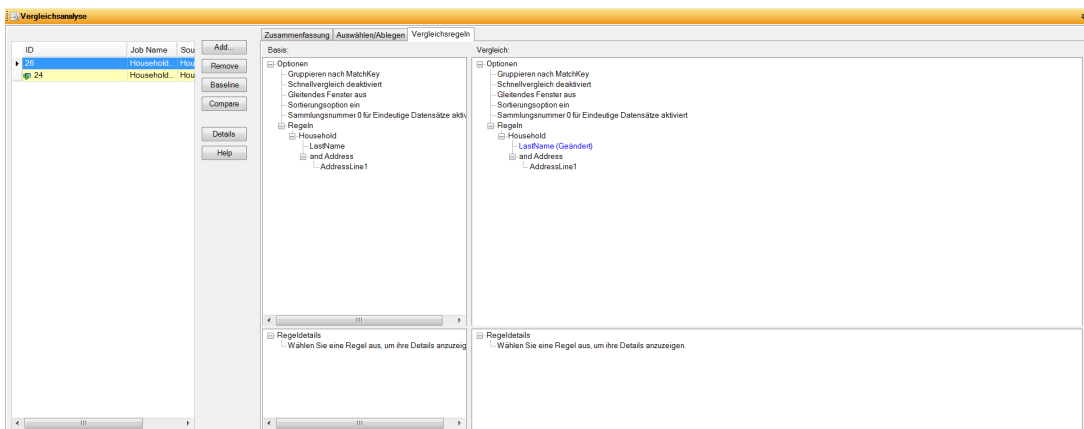 Vergleichsanalyse
ID Job Name Sou
26 Household... Hou
24 Household... Hou
Add...
Remove
Baseline
Compare
Details
Help
Zusammenfassung Auswählen/Ablegen Vergleichsregeln
Basis:
Optionen
Gruppieren nach MatchKey
Schnellvergleich deaktiviert
Gleitendes Fenster aus
Sortierungsoption ein
Sammlungsnummer 0 für Eindeutige Datensätze aktiv
Regeln
Household
LastName
and Address
AddressLine1
Regeldetails
Wählen Sie eine Regel aus, um ihre Details anzuzeig
Vergleich:
Optionen
Gruppieren nach MatchKey
Schnellvergleich deaktiviert
Gleitendes Fenster aus
Sortierungsoption ein
Sammlungsnummer 0 für Eindeutige Datensätze aktiviert
Regeln
Household
LastName (Geändert)
and Address
AddressLine1
Regeldetails
Wählen Sie eine Regel aus, um ihre Details anzuzeigen.